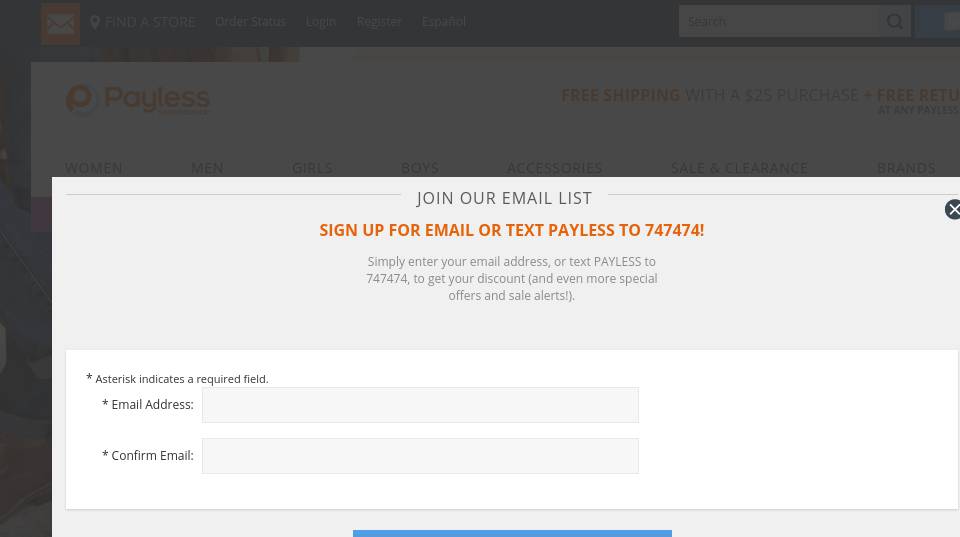 FIND A STORE Order Status Login Register Español Search
Payless
FREE SHIPPING WITH A $25 PURCHASE + FREE RETU
AT ANY PAYLESS
WOMEN MEN GIRLS BOYS ACCESSORIES SALE & CLEARANCE BRANDS
JOIN OUR EMAIL LIST
SIGN UP FOR EMAIL OR TEXT PAYLESS TO 747474!
Simply enter your email address, or text PAYLESS to
747474, to get your discount (and even more special
offers and sale alerts!).
* Asterisk indicates a required field.
* Email Address:
* Confirm Email: